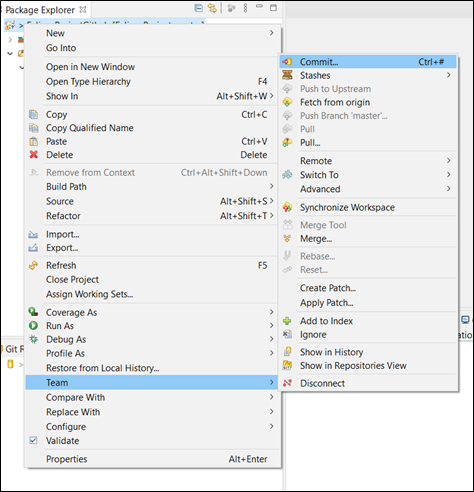 Package Explorer
New
Go Into
Open in New Window
Open Type Hierarchy F4
Show In Alt+Shift+W >
Copy Ctrl+C
Copy Qualified Name
Paste Ctrl+V
Delete Delete
Remove from Context Ctrl+Alt+Shift+Down
Build Path
Source Alt+Shift+S >
Refactor Alt+Shift+T >
Import...
Export...
Refresh F5
Close Project
Assign Working Sets...
Coverage As
Run As
Debug As
Profile As
Restore from Local History...
Git R
Team
Compare With
Replace With
Configure
Validate
Properties Alt+Enter
Commit... Ctrl+#
Stashes
Push to Upstream
Fetch from origin
Push Branch 'master'...
Pull
Pull...
Remote
Switch To
Advanced
Synchronize Workspace
Merge Tool
Merge...
Rebase...
Reset...
Create Patch...
Apply Patch...
Add to Index
Ignore
Show in History
Show in Repositories View
Disconnect